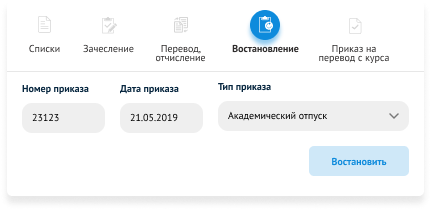 Списки
Зачесление
Перевод,
отчисление
Востановление
Приказ на
перевод с курса
Номер приказа
Дата приказа
Тип приказа
23123
21.05.2019
Академический отпуск
Востановить